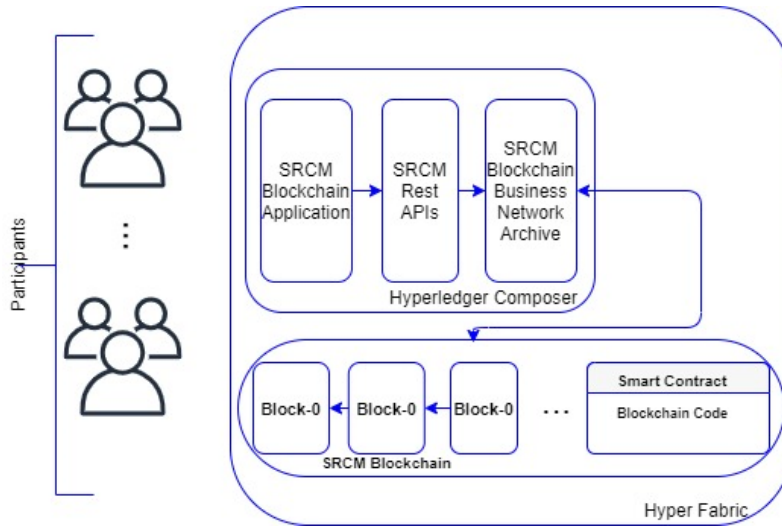 Participants
...
SRCM
Blockchain
Application
SRCM
Rest
APIs
SRCM
Blockchain
Business
Network
Archive
Hyperledger Composer
Block-0
Block-0
Block-0
...
Smart Contract
Blockchain Code
SRCM Blockchain
Hyper Fabric